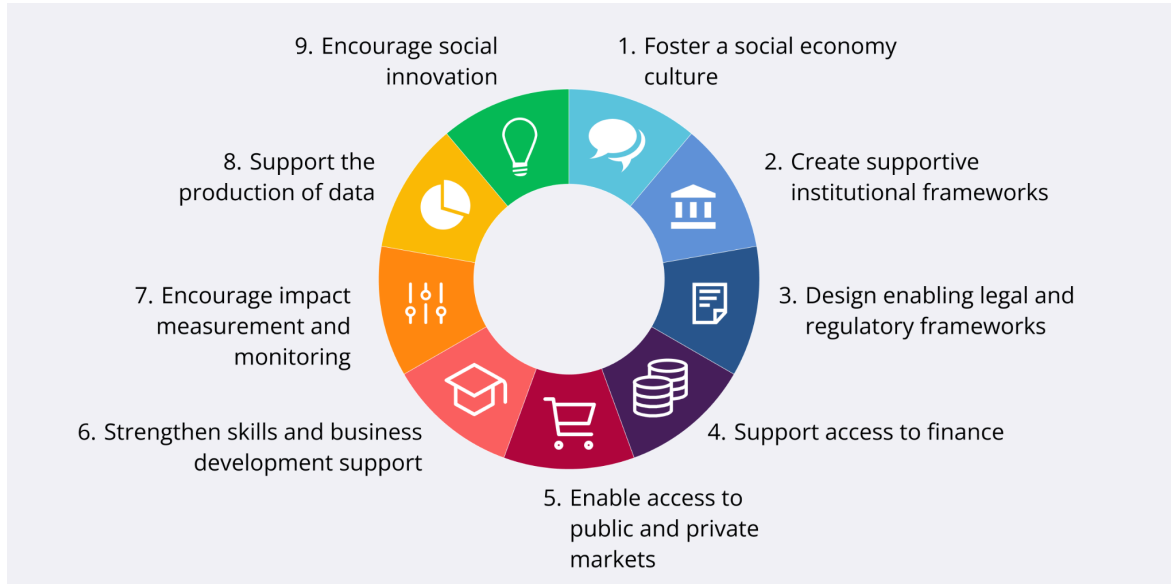 1. Foster a social economy
culture
2. Create supportive
institutional frameworks
3. Design enabling legal and
regulatory frameworks
4. Support access to finance
5. Enable access to
public and private
markets
6. Strengthen skills and business
development support
7. Encourage impact
measurement and
monitoring
8. Support the
production of data
9. Encourage social
innovation